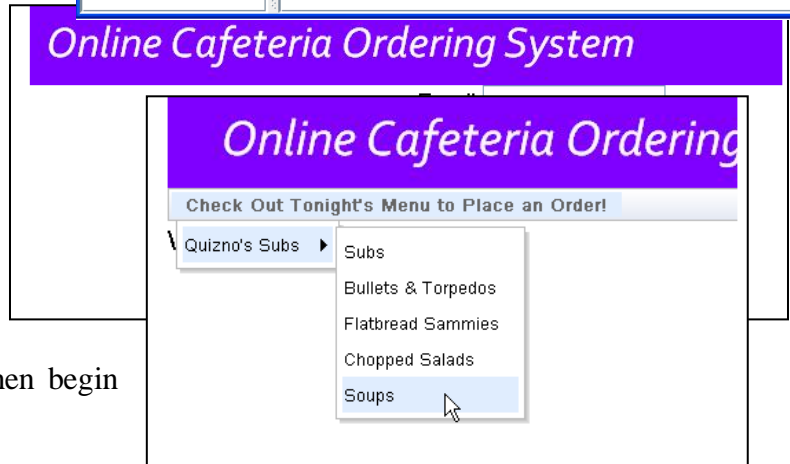 Online Cafeteria Ordering System
Online Cafeteria Ordering
Check Out Tonight's Menu to Place an Order!
Quizno's Subs
Subs
Bullets & Torpedos
Flatbread Sammies
Chopped Salads
Soups
begin